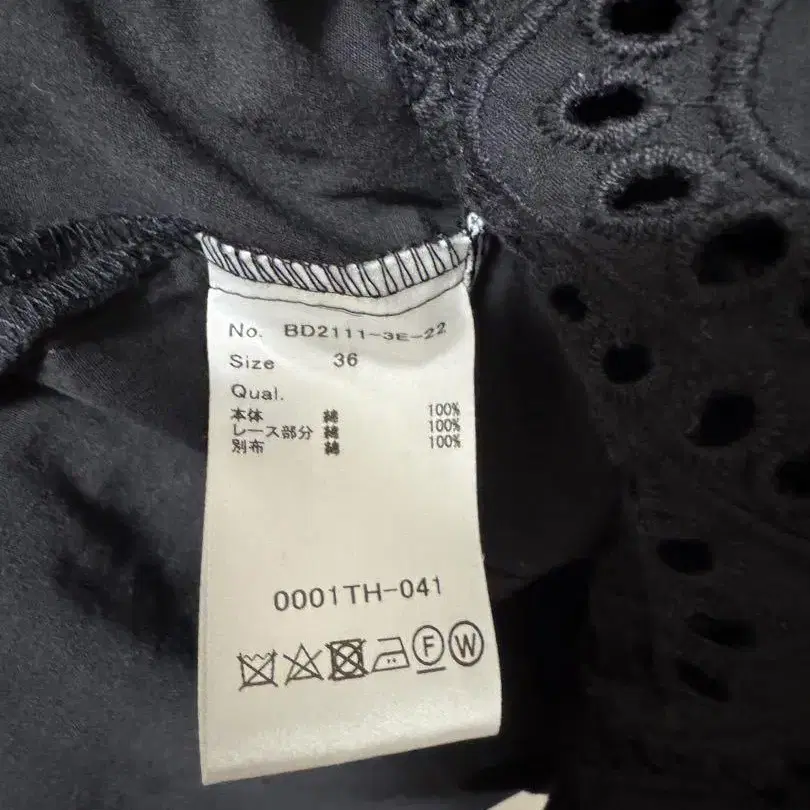 No. BD2111-3E-22
Size 36
Qual.
本体 綿 100%
レース部分 綿 100%
別布 綿 100%
0001TH-041
F W